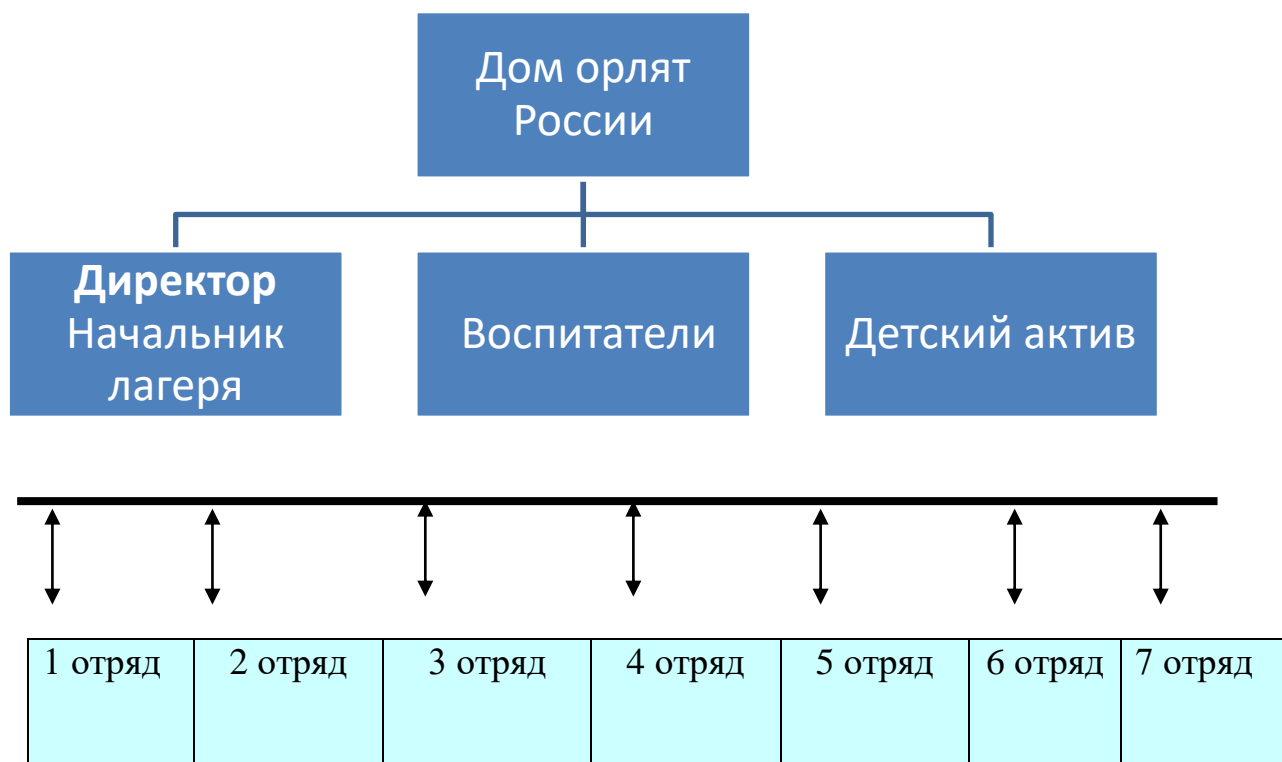 Дом орлят
России
Директор
Начальник
лагеря
Воспитатели
Детский актив
1 отряд
2 отряд
3 отряд
4 отряд
5 отряд
6 отряд
7 отряд